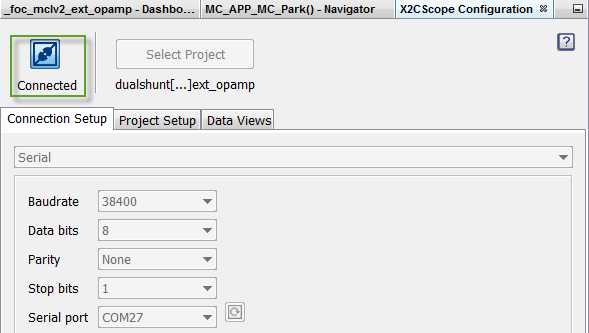 _foc_mclv2_ext_opamp - Dashbo... MC_APP_MC_Park() - Navigator X2CScope Configuration
Select Project
?
Connected
dualshunt[...]ext_opamp
Connection Setup Project Setup Data Views
Serial
Baudrate 38400
Data bits 8
Parity None
Stop bits 1
Serial port COM27